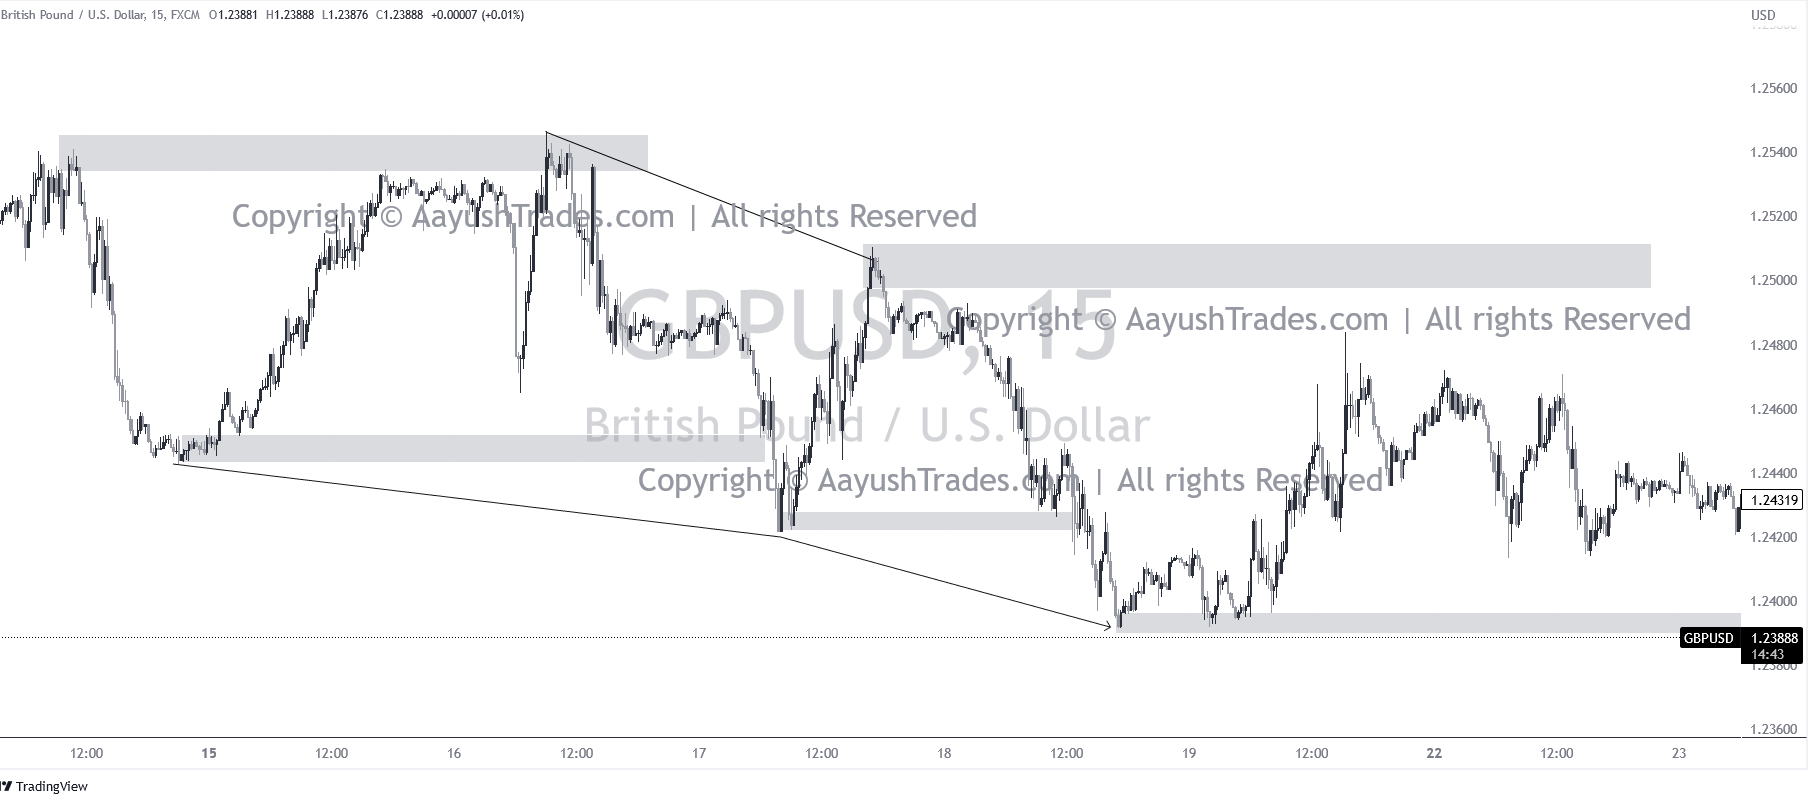 British Pound / U.S. Dollar, 15, FXCM O1.23881 H1.23888 L1.23876 C1.23888 +0.00007 (+0.01%)
USD
1.25600
1.25400
1.25200
Copyright © AayushTrades.com | All rights Reserved
1.25000
GBPUSD, 15
Copyright © AayushTrades.com | All rights Reserved
1.24800
British Pound / U.S. Dollar
1.24600
Copyright © AayushTrades.com | All rights Reserved
1.24400
1.24319
1.24200
1.24000
GBPUSD 1.23888
14:43
1.23800
1.23600
12:00 15 12:00 16 12:00 17 12:00 18 12:00 19 12:00 22 12:00 23
TradingView